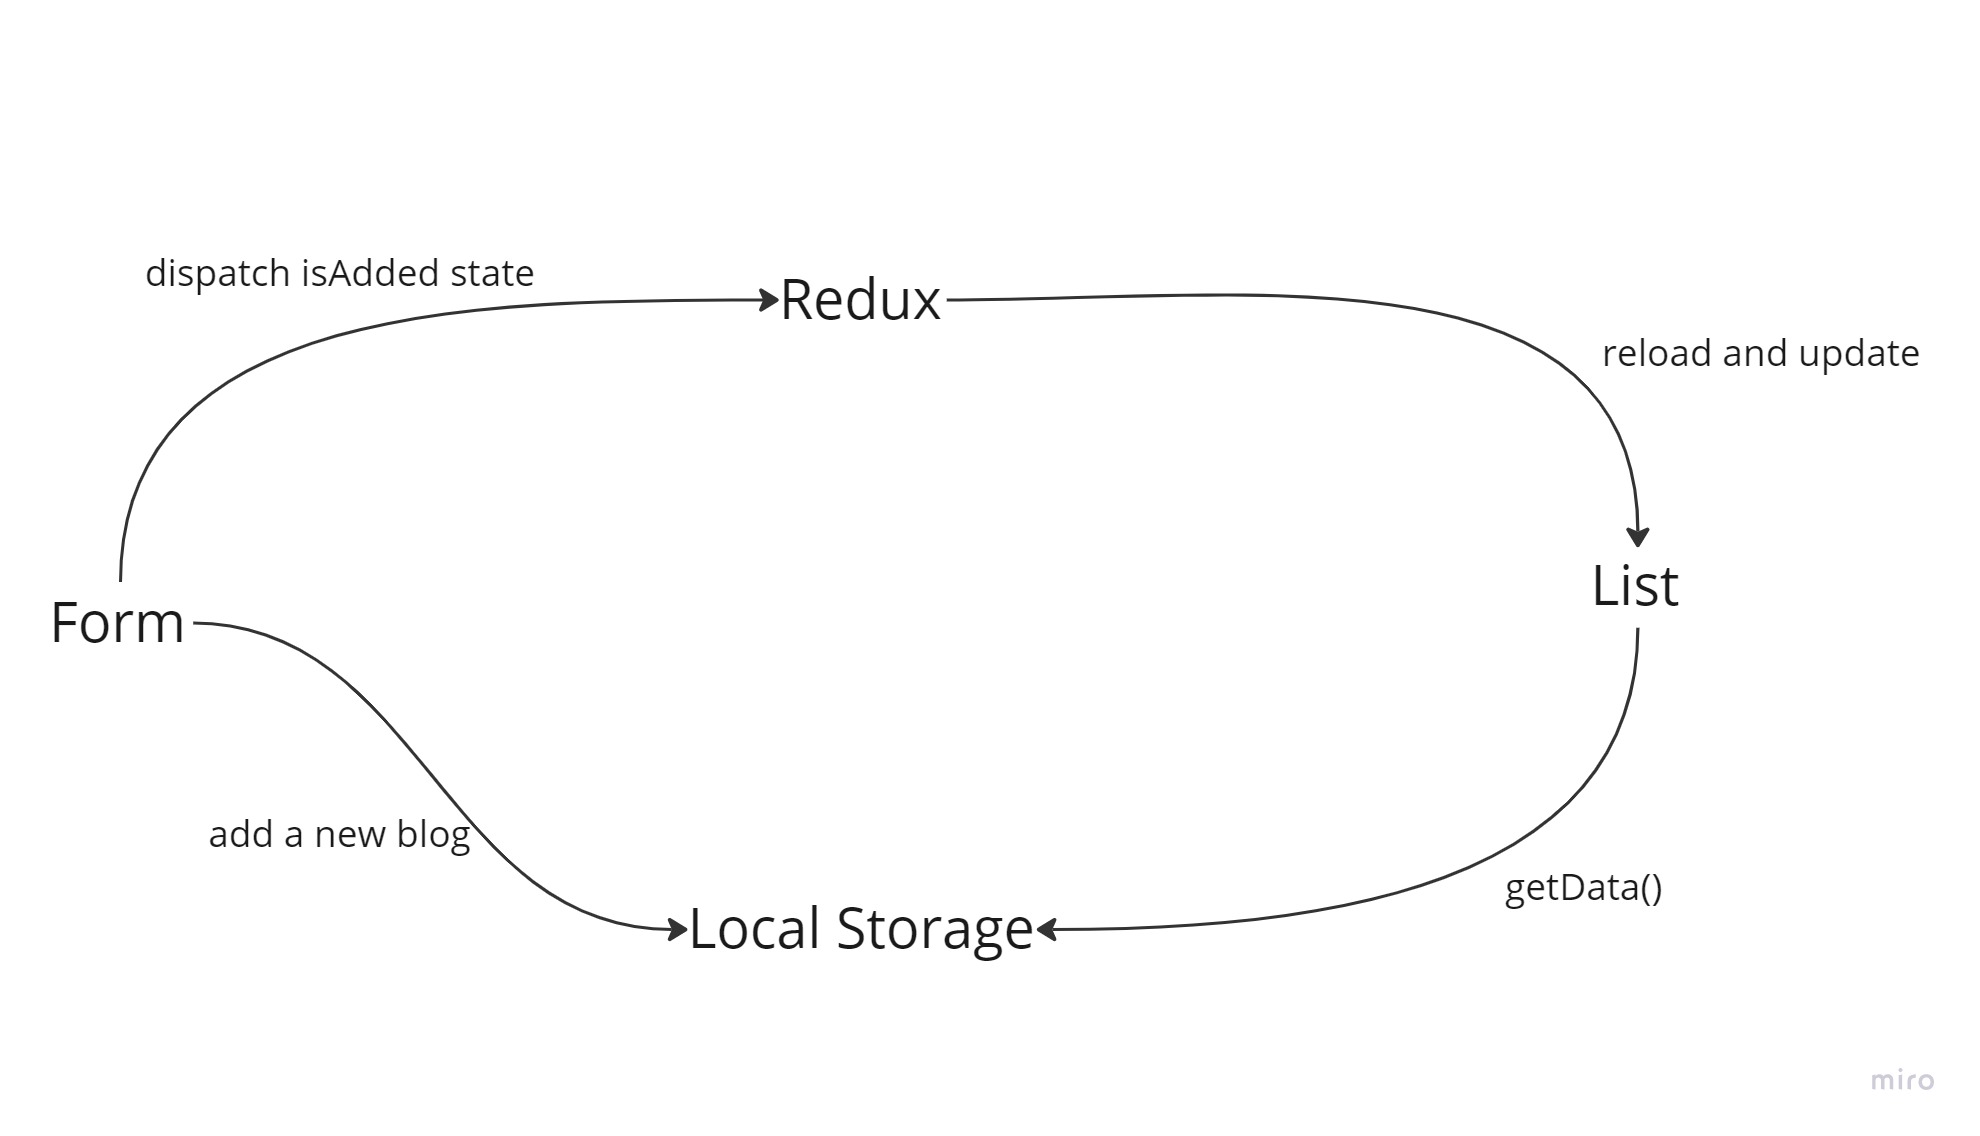 dispatch isAdded state
Redux
reload and update
List
Form
add a new blog
getData()
Local Storage
miro